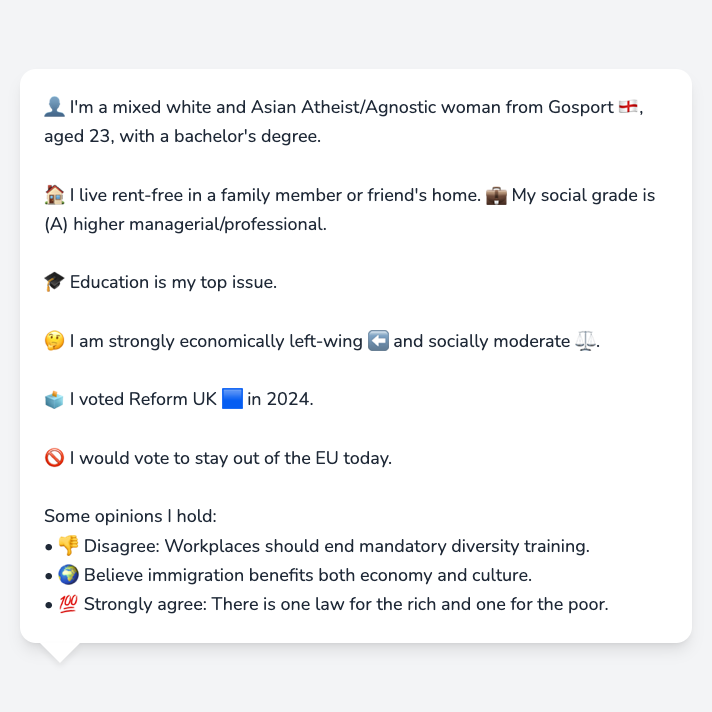 👤 I'm a mixed white and Asian Atheist/Agnostic woman from Gosport 🏴󠁧󠁢󠁥󠁮󠁧󠁿,
aged 23, with a bachelor's degree.
🏠 I live rent-free in a family member or friend's home. 💼 My social grade is
(A) higher managerial/professional.
🎓 Education is my top issue.
🤔 I am strongly economically left-wing ⬅️ and socially moderate ⚖️.
🗳️ I voted Reform UK 🟦 in 2024.
🚫 I would vote to stay out of the EU today.
Some opinions I hold:
• 👎 Disagree: Workplaces should end mandatory diversity training.
• 🌍 Believe immigration benefits both economy and culture.
• 💯 Strongly agree: There is one law for the rich and one for the poor.